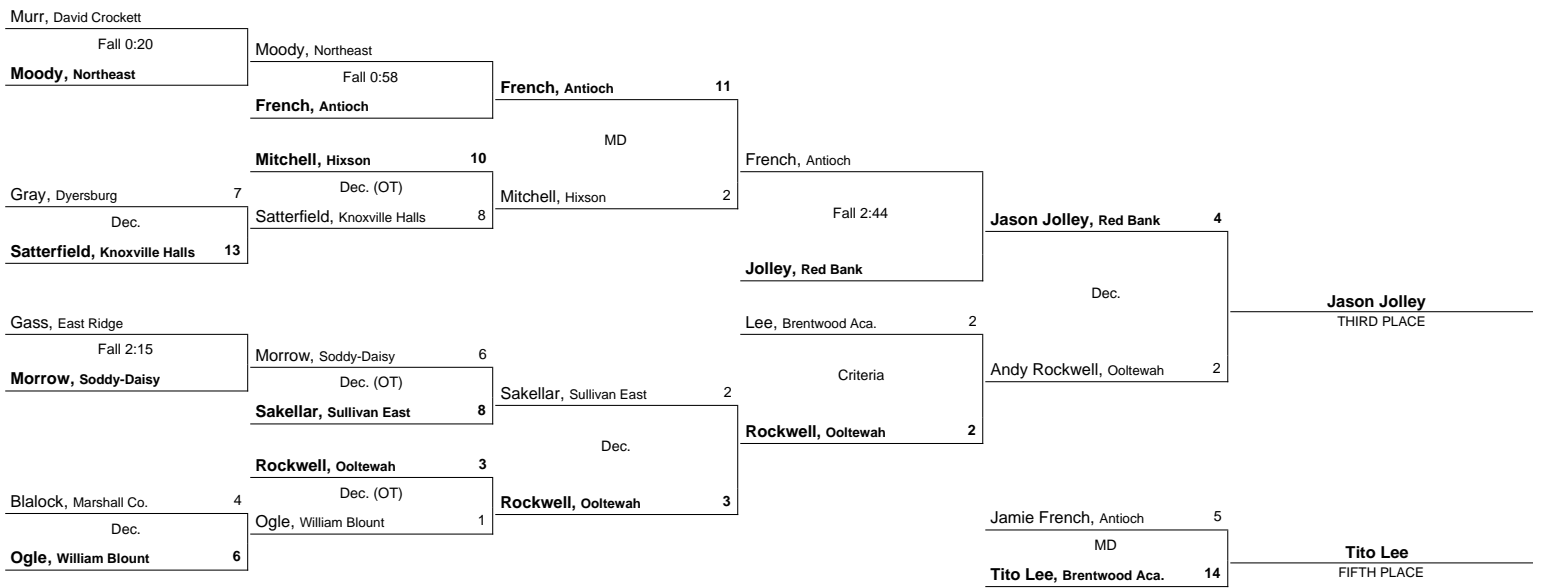 Murr, David Crockett
Fall 0:20
Moody, Northeast
Gray, Dyersburg 7
Dec.
Satterfield, Knoxville Halls 13
Gass, East Ridge
Fall 2:15
Morrow, Soddy-Daisy
Blalock, Marshall Co. 4
Dec.
Ogle, William Blount 6
Moody, Northeast
Fall 0:58
French, Antioch
Mitchell, Hixson 10
Dec. (OT)
Satterfield, Knoxville Halls 8
Morrow, Soddy-Daisy 6
Dec. (OT)
Sakellar, Sullivan East 8
Rockwell, Ooltewah 3
Dec. (OT)
Ogle, William Blount 1
French, Antioch 11
MD
Mitchell, Hixson 2
Sakellar, Sullivan East 2
Dec.
Rockwell, Ooltewah 3
French, Antioch
Fall 2:44
Jolley, Red Bank
Lee, Brentwood Aca. 2
Criteria
Rockwell, Ooltewah 2
Jason Jolley, Red Bank 4
Dec.
Andy Rockwell, Ooltewah 2
Jamie French, Antioch 5
MD
Tito Lee, Brentwood Aca. 14
Jason Jolley
THIRD PLACE
Tito Lee
FIFTH PLACE